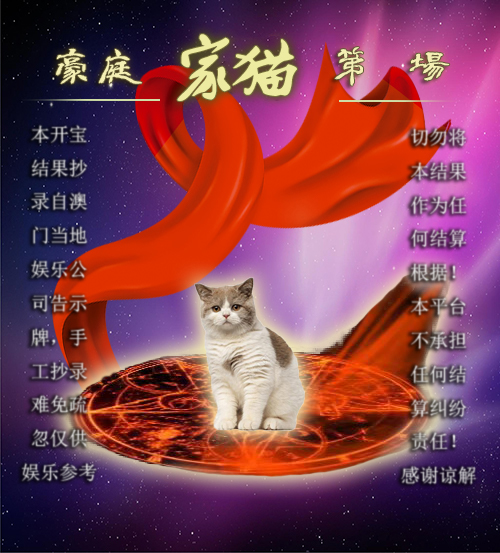 豪庭 家猫 第 場
本开宝
结果抄
录自澳
门当地
娱乐公
司告示
牌，手
工抄录
难免疏
忽仅供
娱乐参考
切勿将
本结果
作为任
何结算
根据！
本平台
不承担
任何结
算纠纷
责任！
感谢谅解